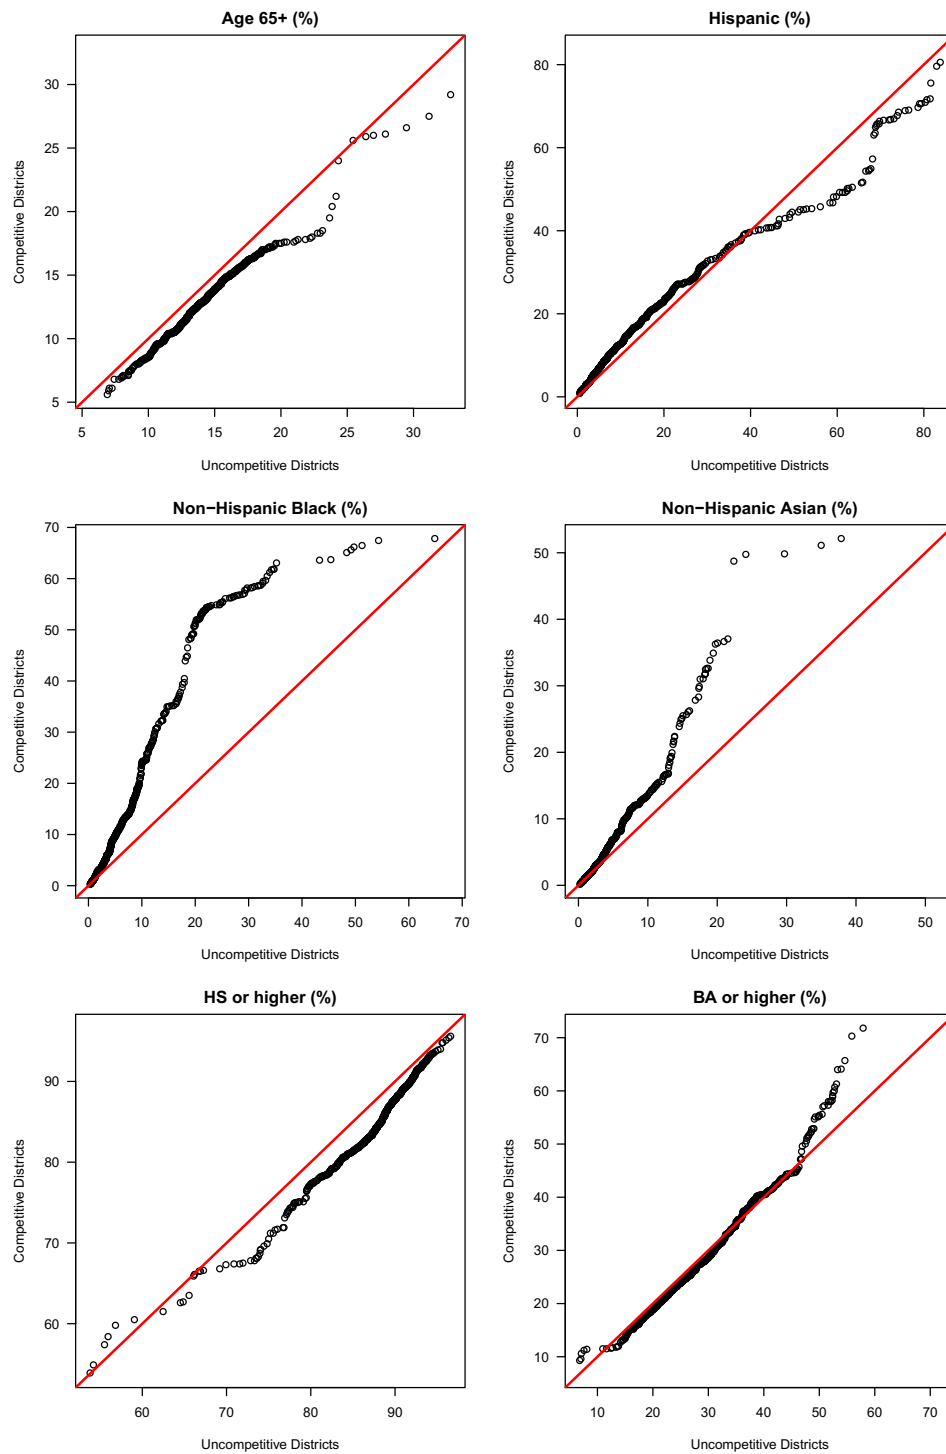 Age 65+ (%)
Competitive Districts
30
25
20
15
10
5
5 10 15 20 25 30
Uncompetitive Districts
Hispanic (%)
Competitive Districts
80
60
40
20
0
0 20 40 60 80
Uncompetitive Districts
Non−Hispanic Black (%)
Competitive Districts
70
60
50
40
30
20
10
0
0 10 20 30 40 50 60 70
Uncompetitive Districts
Non−Hispanic Asian (%)
Competitive Districts
50
40
30
20
10
0
0 10 20 30 40 50
Uncompetitive Districts
HS or higher (%)
Competitive Districts
90
80
70
60
60 70 80 90
Uncompetitive Districts
BA or higher (%)
Competitive Districts
70
60
50
40
30
20
10
10 20 30 40 50 60 70
Uncompetitive Districts